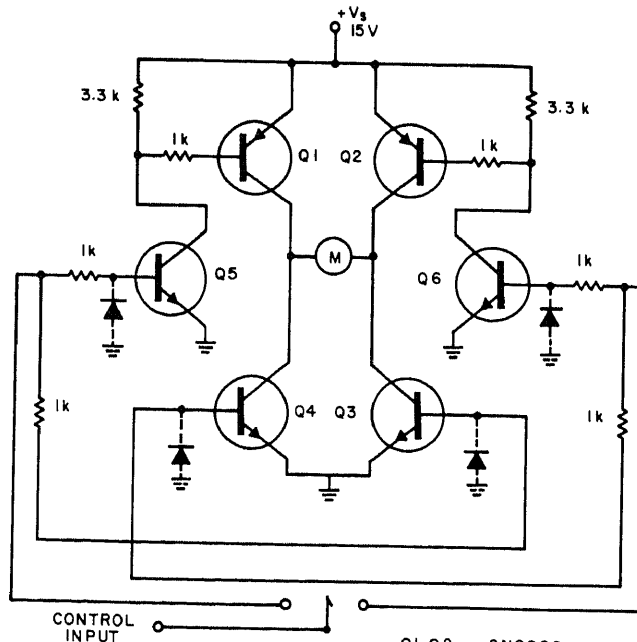 +Vs
15V
3.3 k
3.3 k
1k
Q1
Q2
1k
1k
Q5
M
Q6
1k
1k
Q4
Q3
1k
CONTROL
INPUT